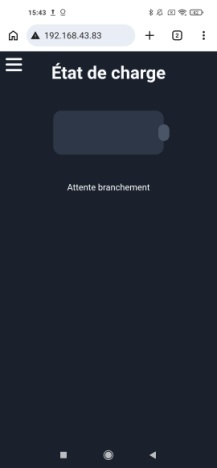 15:43
192.168.43.83
2
État de charge
Attente branchement